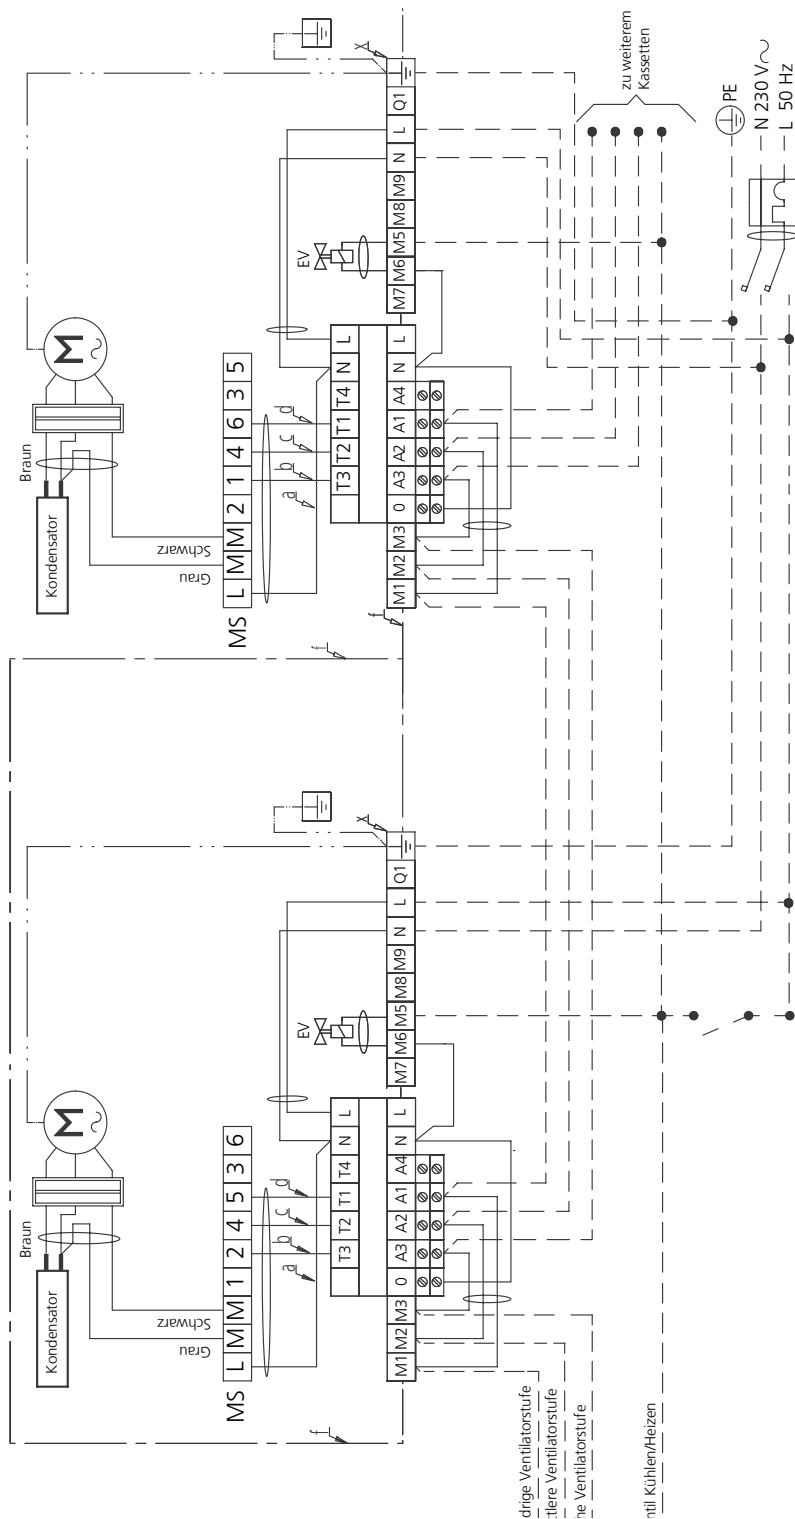 Kondensator
Braun
M
Kondensator
Braun
M
Grau
Schwarz
Grau
Schwarz
MS
L M M 1 2 4 5 3 6
MS
L M M 2 1 4 6 3 5
a b c d
a b c d
EV
EV
f
f
f
X
X
T3 T2 T1 T4 N L
T3 T2 T1 T4 N L
M1 M2 M3 0 A3 A2 A1 A4 N L
M7 M6 M5 M8 M9 N L Q1
M1 M2 M3 0 A3 A2 A1 A4 N L
M7 M6 M5 M8 M9 N L Q1
drige Ventilatorstufe
tlere Ventilatorstufe
he Ventilatorstufe
ntil Kühlen/Heizen
zu weiterem
Kassetten
PE
N 230 V
L 50 Hz